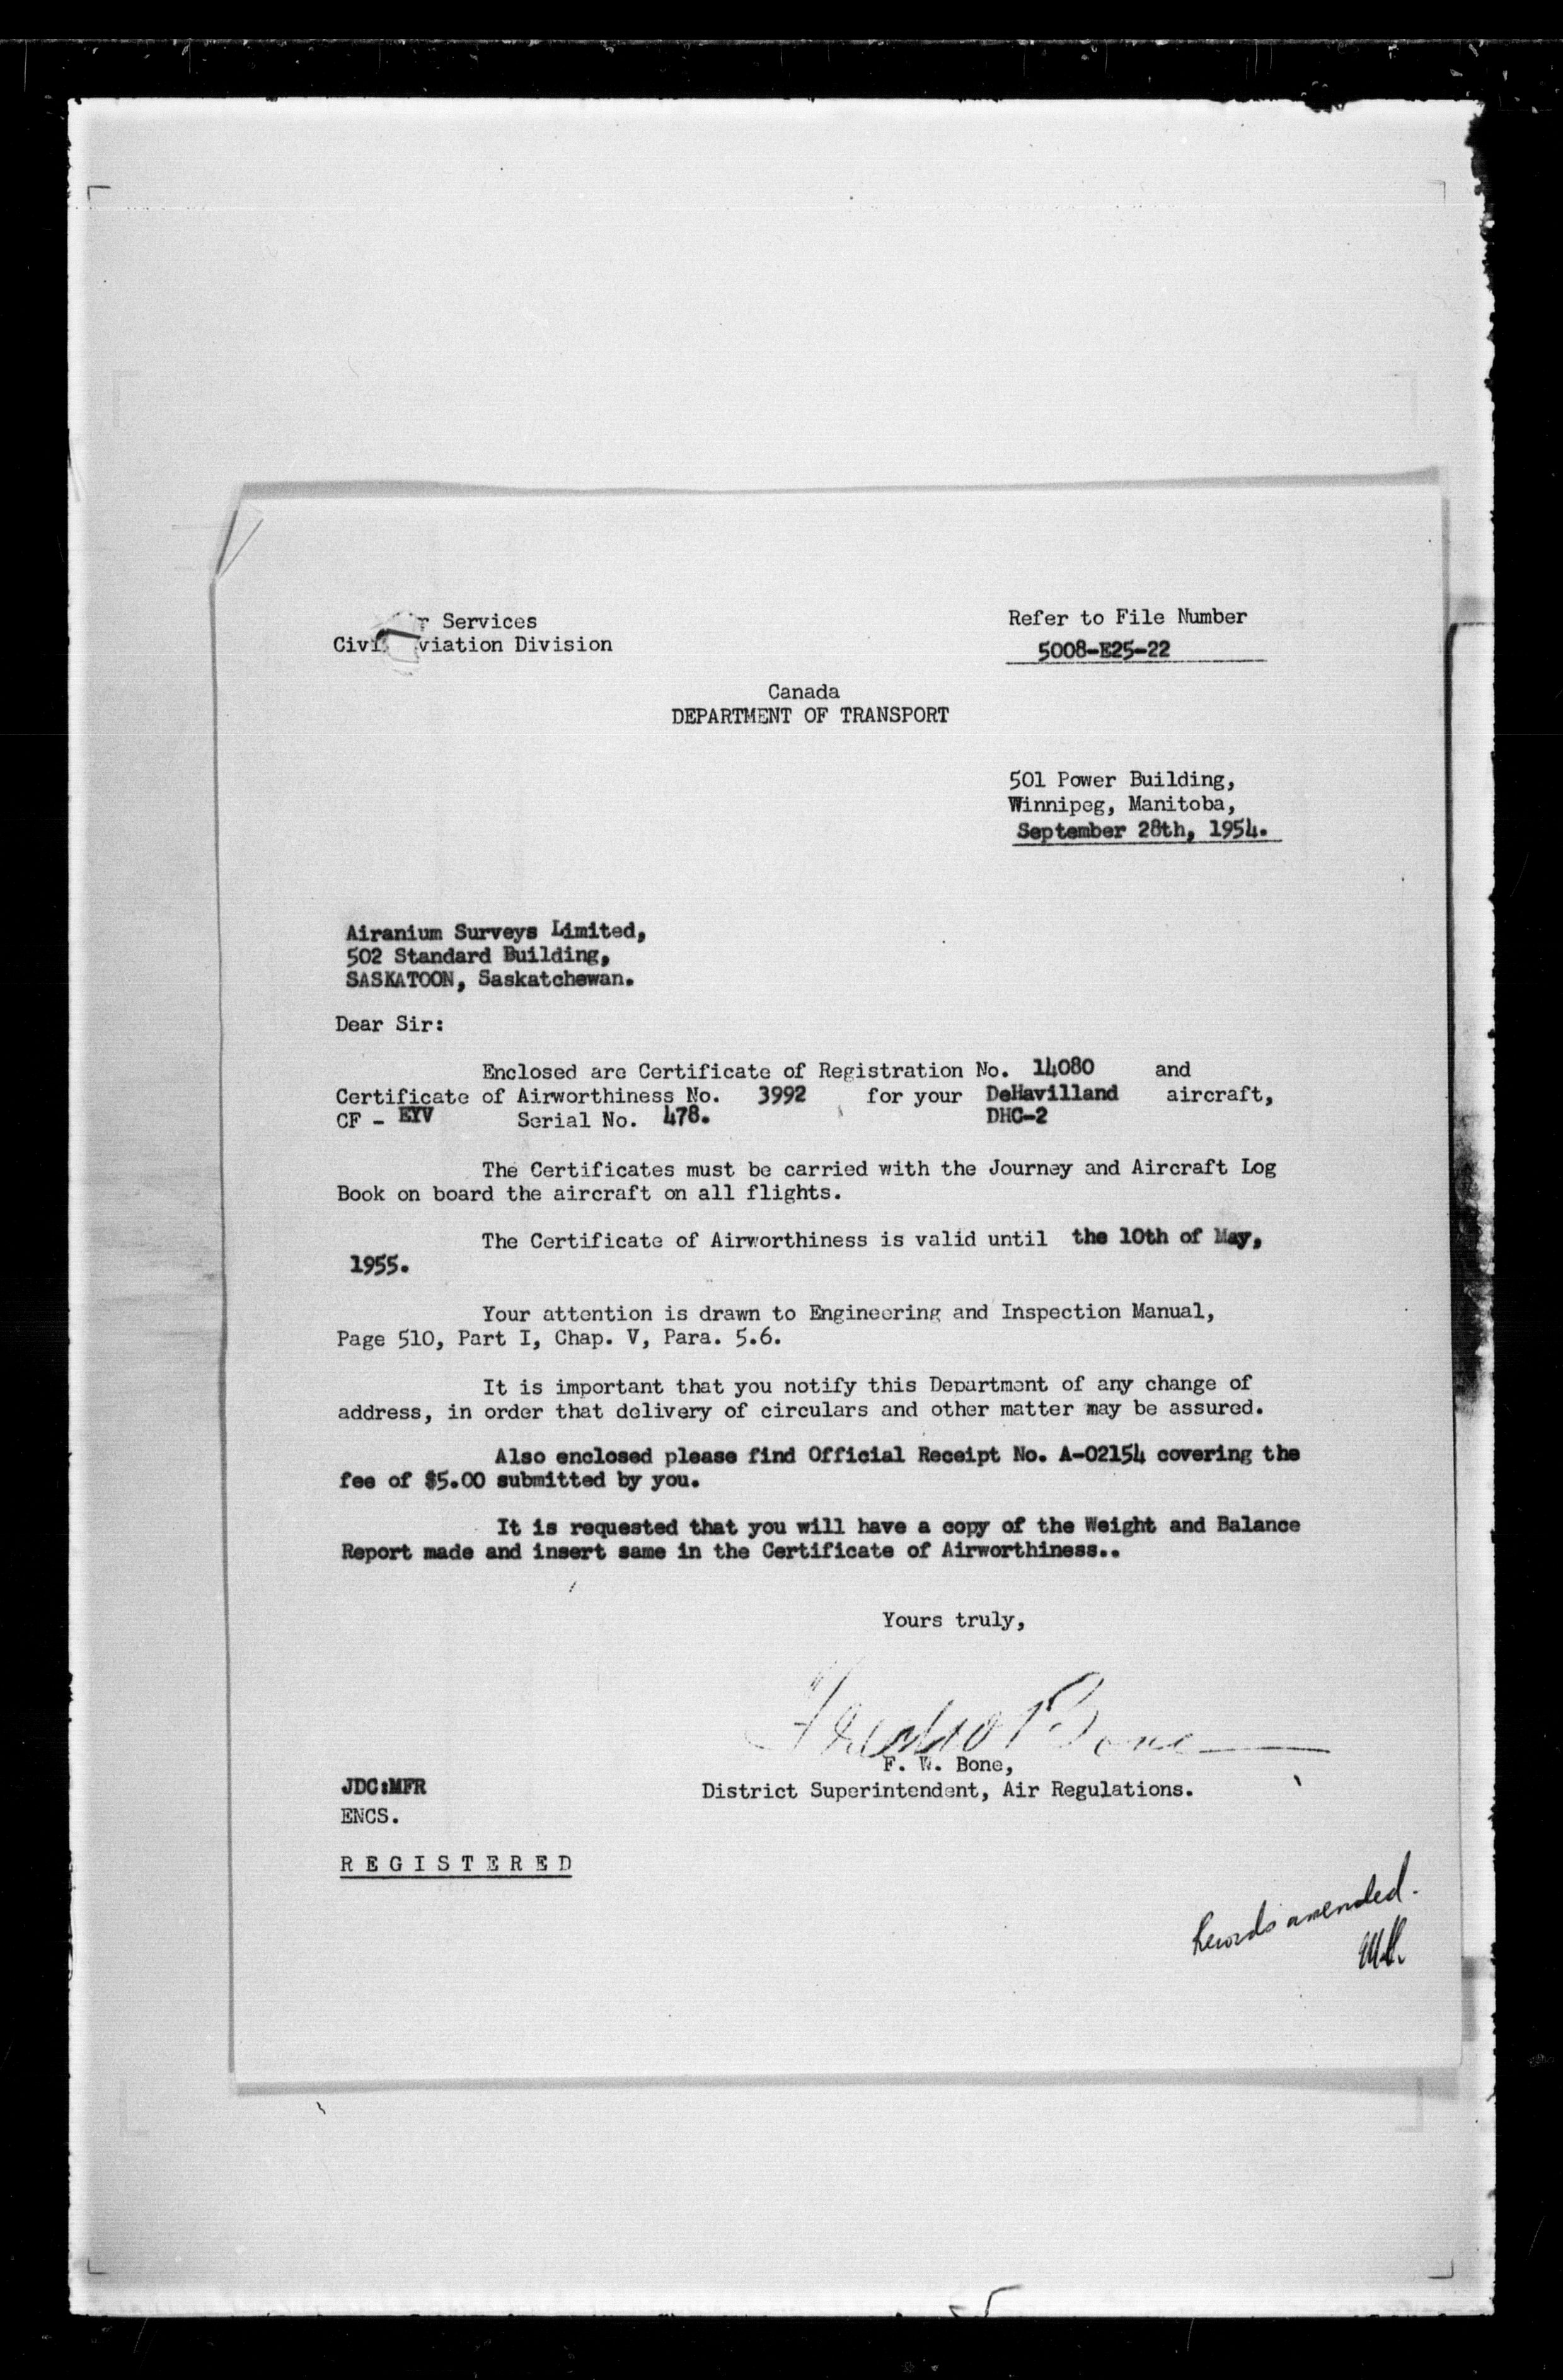 r Services
Civil Aviation Division
Refer to File Number
5008-E25-22
Canada
DEPARTMENT OF TRANSPORT
501 Power Building,
Winnipeg, Manitoba,
September 28th, 1954.
Airanium Surveys Limited,
502 Standard Building,
SASKATOON, Saskatchewan.
Dear Sir:
Enclosed are Certificate of Registration No. 14080 and
Certificate of Airworthiness No. 3992 for your DeHavilland aircraft,
CF - EYV Serial No. 478. DHC-2
The Certificates must be carried with the Journey and Aircraft Log
Book on board the aircraft on all flights.
The Certificate of Airworthiness is valid until the 10th of May,
1955.
Your attention is drawn to Engineering and Inspection Manual,
Page 510, Part I, Chap. V, Para. 5.6.
It is important that you notify this Department of any change of
address, in order that delivery of circulars and other matter may be assured.
Also enclosed please find Official Receipt No. A-02154 covering the
fee of $5.00 submitted by you.
It is requested that you will have a copy of the Weight and Balance
Report made and insert same in the Certificate of Airworthiness..
Yours truly,
F. W. Bone,
District Superintendent, Air Regulations.
JDC:MFR
ENCS.
REGISTERED
Records amended.